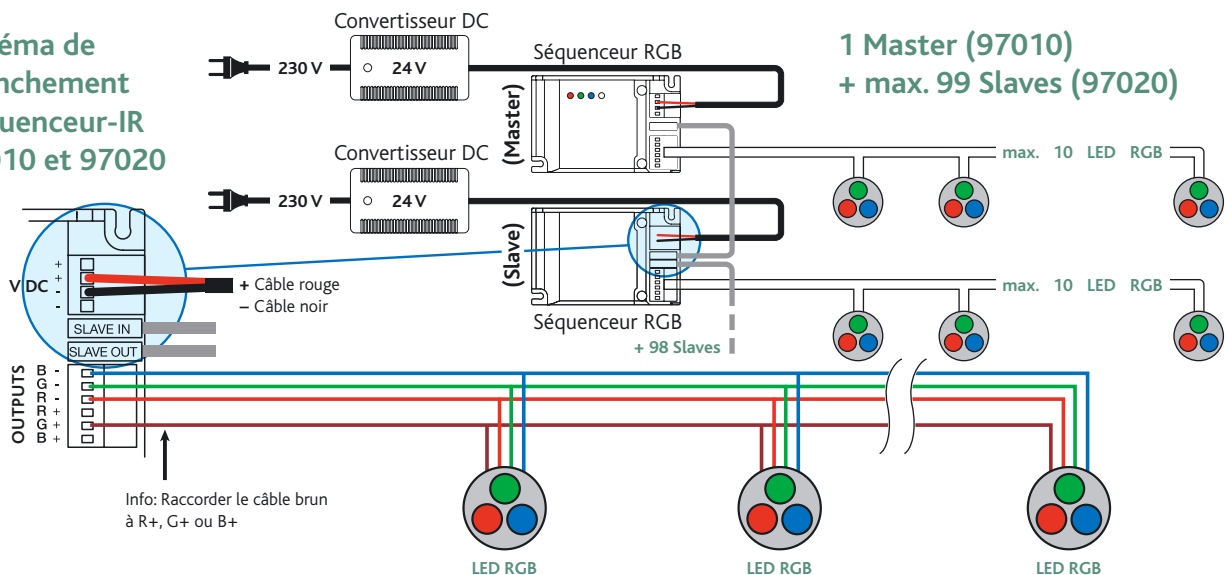 éma de
nchement
quenceur-IR
010 et 97020
Convertisseur DC
230 V
24 V
Séquenceur RGB
(Master)
1 Master (97010)
+ max. 99 Slaves (97020)
max. 10 LED RGB
Convertisseur DC
230 V
24 V
(Slave)
Séquenceur RGB
+ 98 Slaves
max. 10 LED RGB
V DC
+
+
-
-
+ Câble rouge
– Câble noir
SLAVE IN
SLAVE OUT
OUTPUTS
B -
G -
R -
R +
G +
B +
Info: Raccorder le câble brun
à R+, G+ ou B+
LED RGB
LED RGB
LED RGB